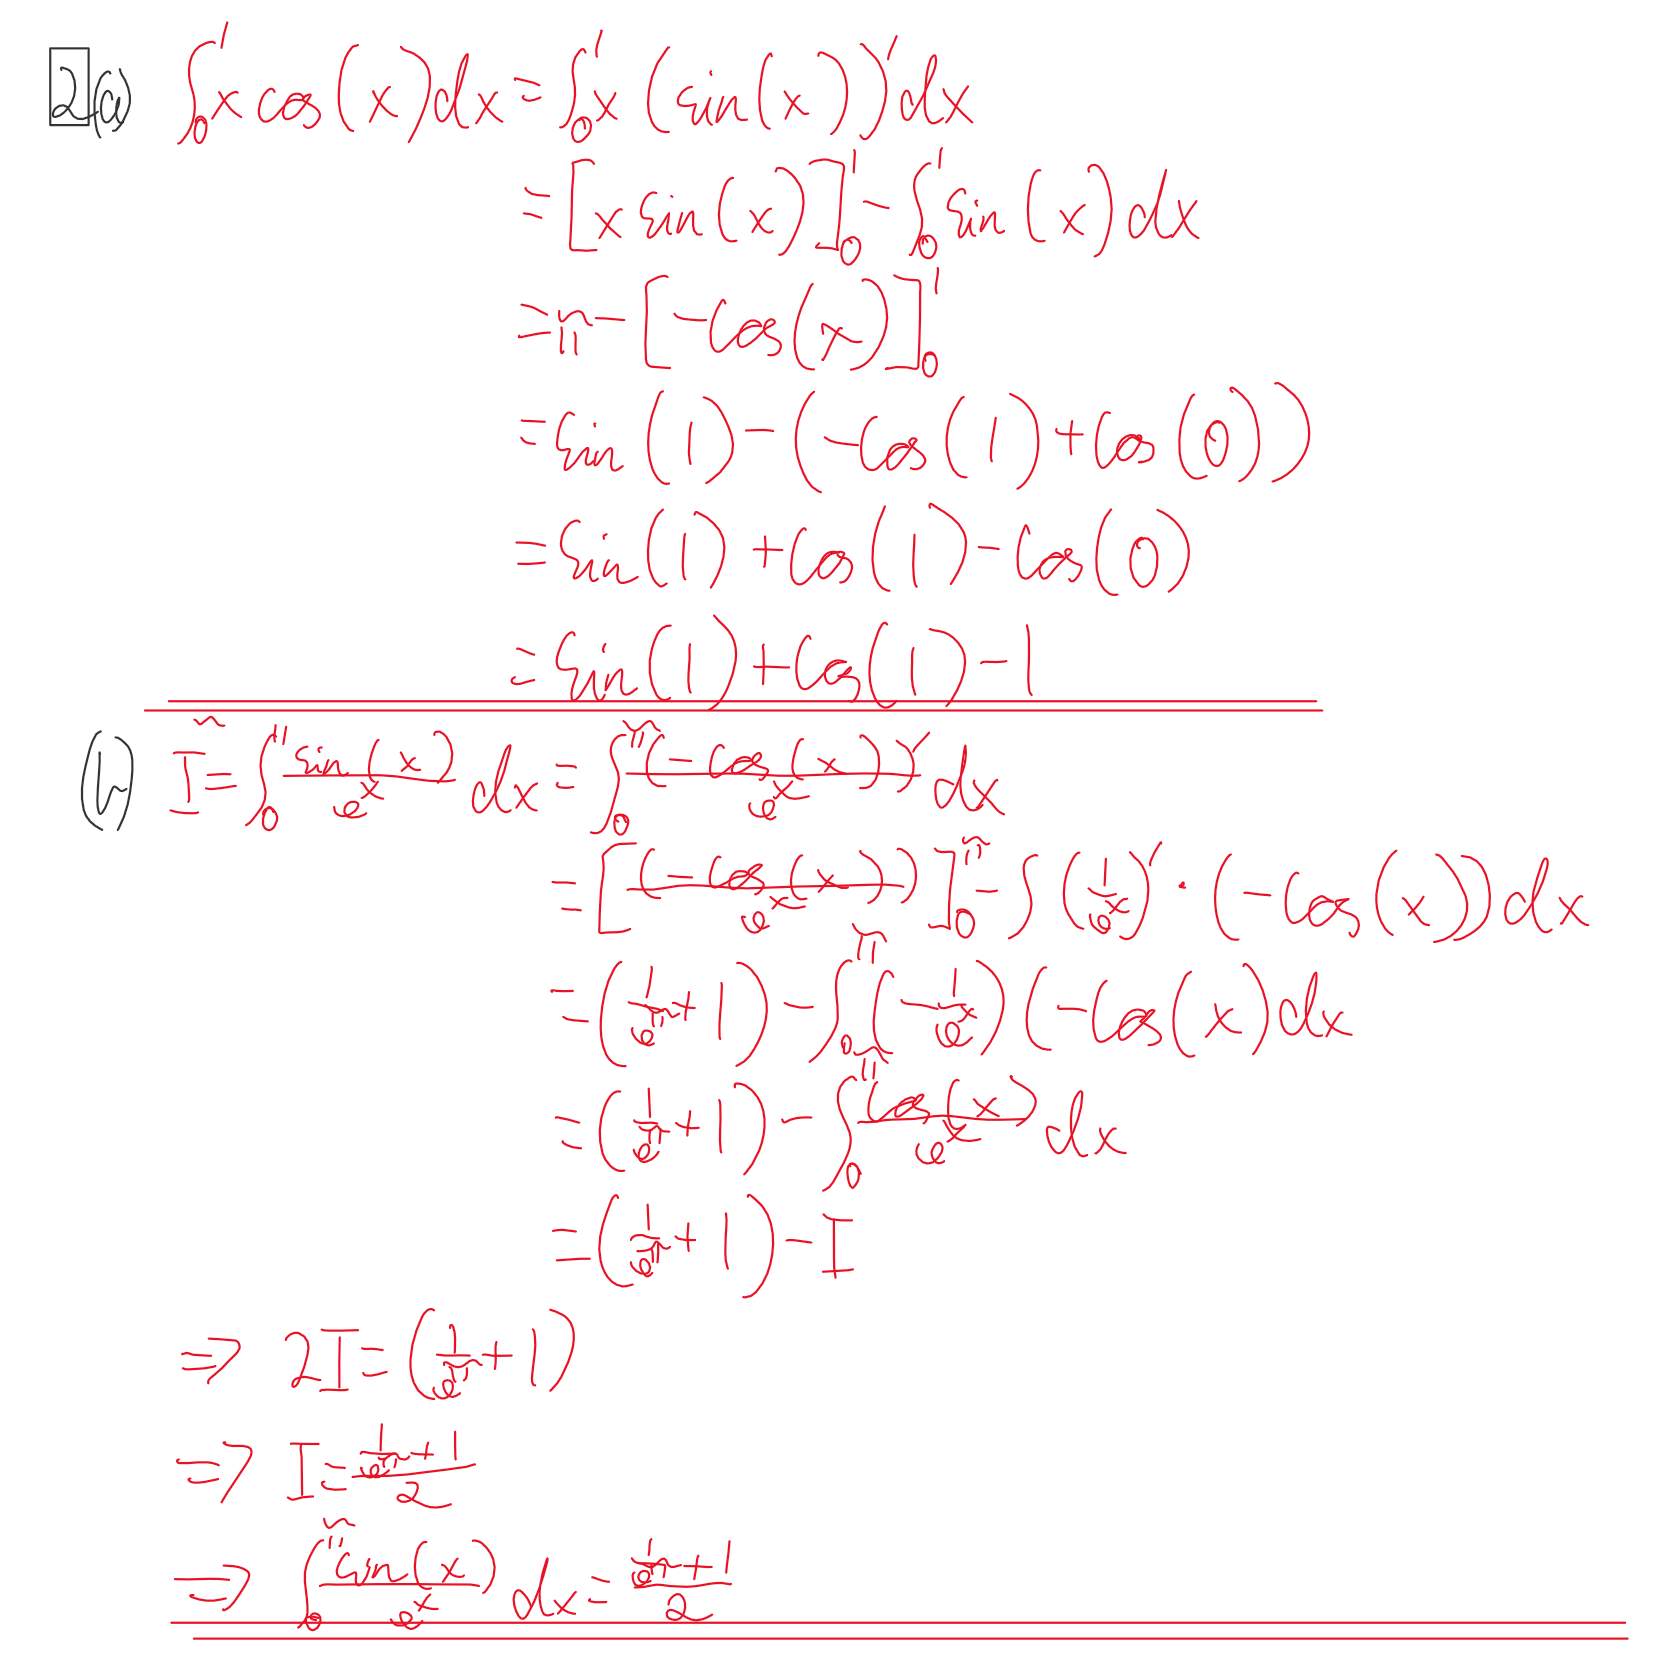 2(a) ∫₀¹ x cos(x)dx = ∫₀¹ x (sin(x))' dx
= [x sin(x)]₀¹ - ∫₀¹ sin(x) dx
= π - [-cos(x)]₀¹
= sin(1) - (-cos(1) + cos(0))
= sin(1) + cos(1) - cos(0)
= sin(1) + cos(1) - 1
(b) I = ∫₀^π sin(x)/e^x dx = ∫₀^π (-cos(x))'/e^x dx
= [(-cos(x))/e^x]₀^π - ∫ (1/e^x)' · (-cos(x)) dx
= (1/e^π + 1) - ∫₀^π (-1/e^x) (-cos(x) dx
= (1/e^π + 1) - ∫₀^π cos(x)/e^x dx
= (1/e^π + 1) - I
⇒ 2I = (1/e^π + 1)
⇒ I = (1/e^π + 1)/2
⇒ ∫₀^π sin(x)/e^x dx = (1/e^π + 1)/2